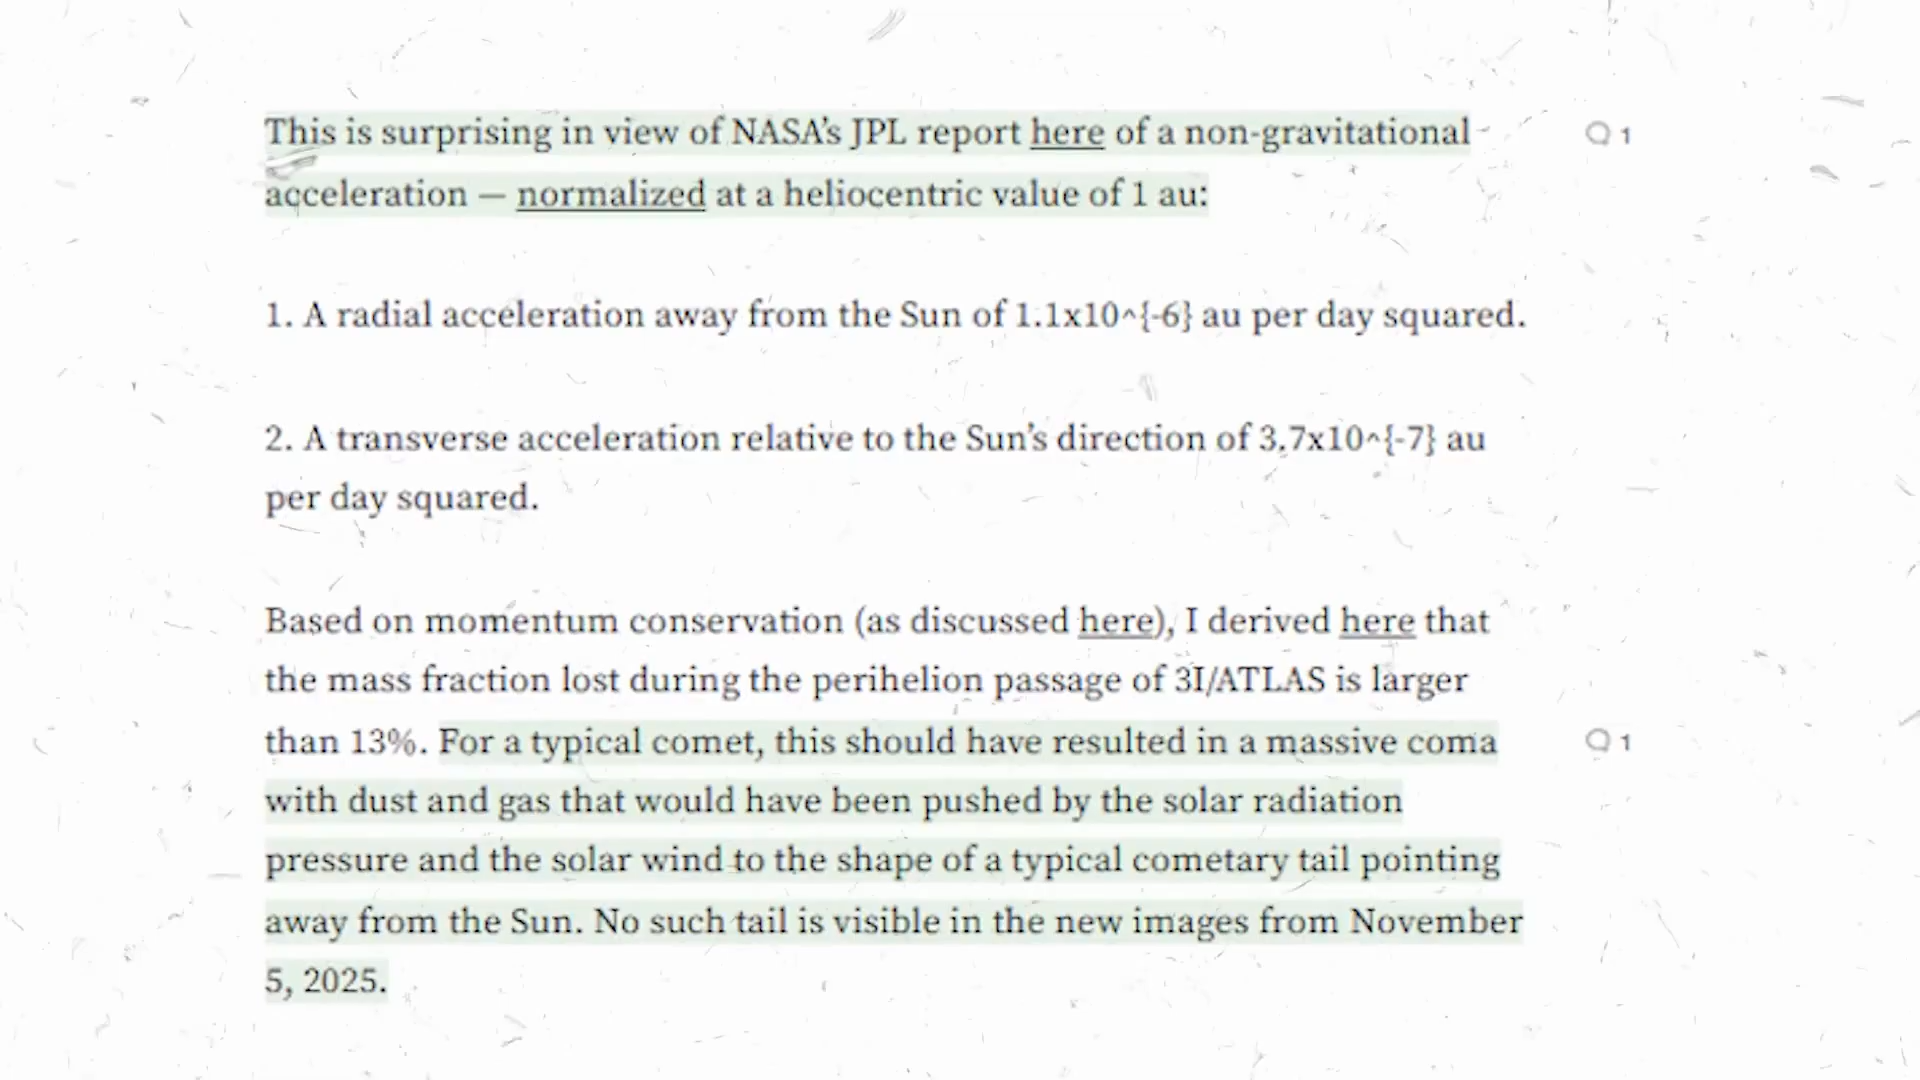 This is surprising in view of NASA’s JPL report here of a non-gravitational
1
acceleration — normalized at a heliocentric value of 1 au:
1. A radial acceleration away from the Sun of 1.1x10^{-6} au per day squared.
2. A transverse acceleration relative to the Sun’s direction of 3.7x10^{-7} au
per day squared.
Based on momentum conservation (as discussed here), I derived here that
the mass fraction lost during the perihelion passage of 3I/ATLAS is larger
than 13%. For a typical comet, this should have resulted in a massive coma
1
with dust and gas that would have been pushed by the solar radiation
pressure and the solar wind to the shape of a typical cometary tail pointing
away from the Sun. No such tail is visible in the new images from November
5, 2025.